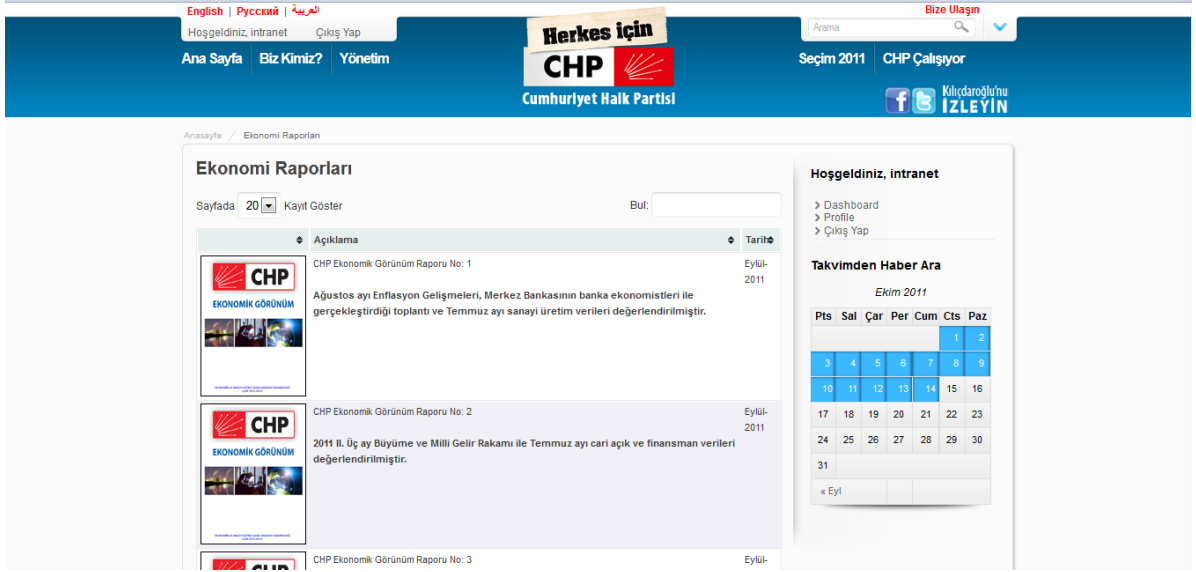 English | Русский | العربية
Bize Ulaşın
Hoşgeldiniz, intranet Çıkış Yap
Arama
Herkes için
CHP
Cumhuriyet Halk Partisi
Ana Sayfa Biz Kimiz? Yönetim
Seçim 2011 CHP Çalışıyor
Kılıçdaroğlu'nu
İZLEYİN
Anasayfa / Ekonomi Raporları
Ekonomi Raporları
Sayfada 20 Kayıt Göster
Bul:
Açıklama Tarih
CHP
EKONOMİK GÖRÜNÜM
CHP Ekonomik Görünüm Raporu No: 1
Ağustos ayı Enflasyon Gelişmeleri, Merkez Bankasının banka ekonomistleri ile
gerçekleştirdiği toplantı ve Temmuz ayı sanayi üretim verileri değerlendirilmiştir.
Eylül-
2011
CHP
EKONOMİK GÖRÜNÜM
CHP Ekonomik Görünüm Raporu No: 2
2011 II. Üç ay Büyüme ve Milli Gelir Rakamı ile Temmuz ayı cari açık ve finansman verileri
değerlendirilmiştir.
Eylül-
2011
CHP
CHP Ekonomik Görünüm Raporu No: 3
Eylül-
Hoşgeldiniz, intranet
Dashboard
Profile
Çıkış Yap
Takvimden Haber Ara
Ekim 2011
Pts Sal Çar Per Cum Cts Paz
1 2
3 4 5 6 7 8 9
10 11 12 13 14 15 16
17 18 19 20 21 22 23
24 25 26 27 28 29 30
31
« Eyl